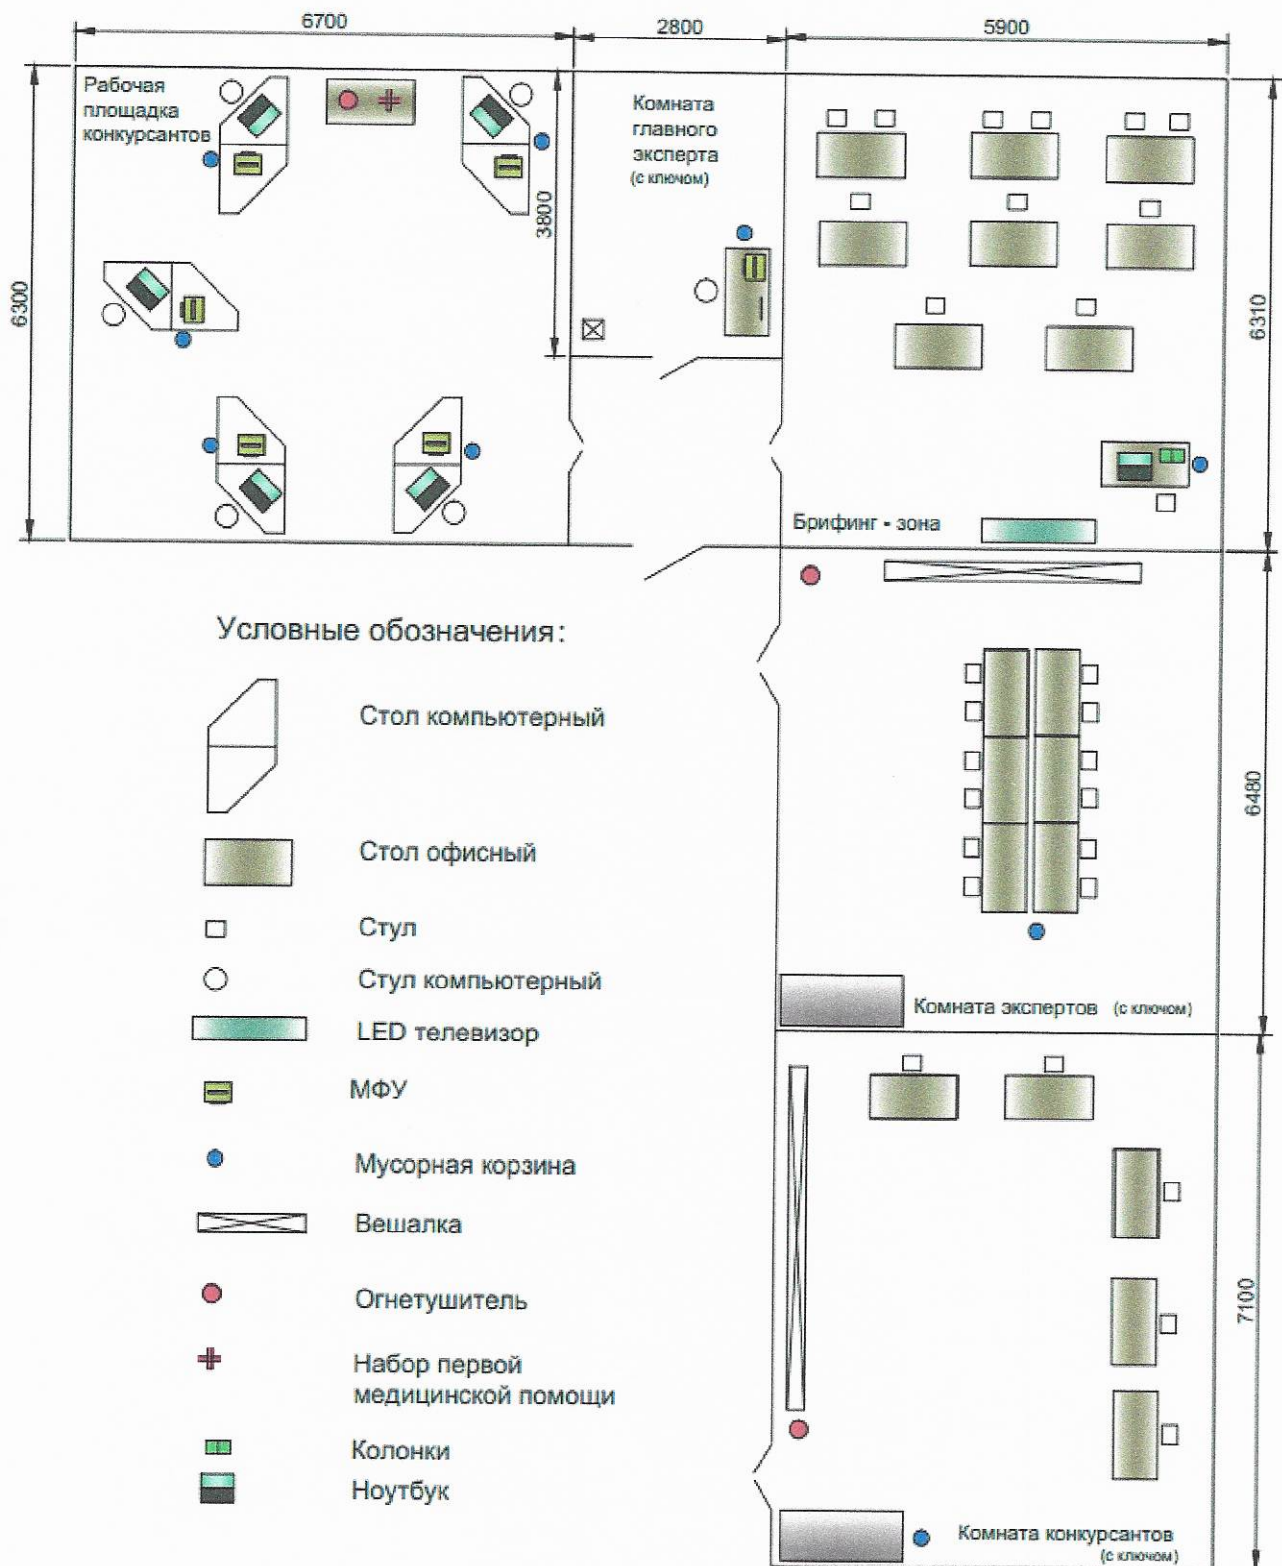 6700
2800
5900
Рабочая
площадка
конкурсантов
Комната
главного
эксперта
(с ключом)
3800
6300
6310
Брифинг - зона
Условные обозначения:
Стол компьютерный
Стол офисный
Стул
Стул компьютерный
LED телевизор
МФУ
Мусорная корзина
Вешалка
Огнетушитель
Набор первой
медицинской помощи
Колонки
Ноутбук
6480
Комната экспертов (с ключом)
7100
Комната конкурсантов
(с ключом)